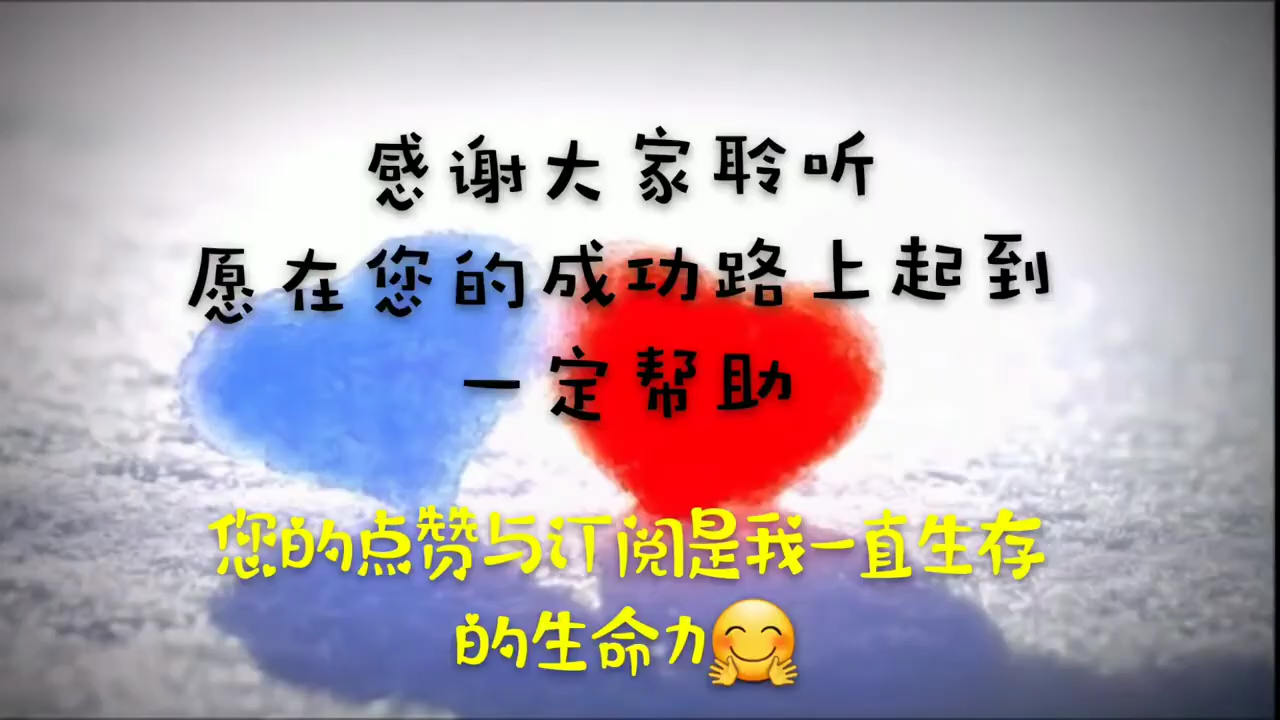 感谢大家聆听
愿在您的成功路上起到
一定帮助
您的点赞与订阅是我一直生存
的生命力🤗